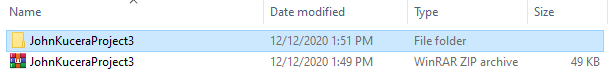 Name Date modified Type Size
JohnKuceraProject3 12/12/2020 1:51 PM File folder
JohnKuceraProject3 12/12/2020 1:49 PM WinRAR ZIP archive 49 KB